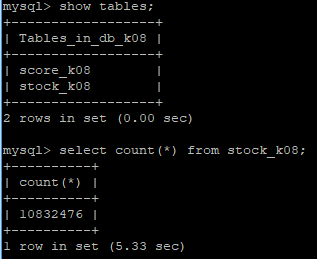 mysql> show tables;
+------------------+
| Tables_in_db_k08 |
+------------------+
| score_k08        |
| stock_k08        |
+------------------+
2 rows in set (0.00 sec)
mysql> select count(*) from stock_k08;
+----------+
| count(*) |
+----------+
| 10832476 |
+----------+
1 row in set (5.33 sec)